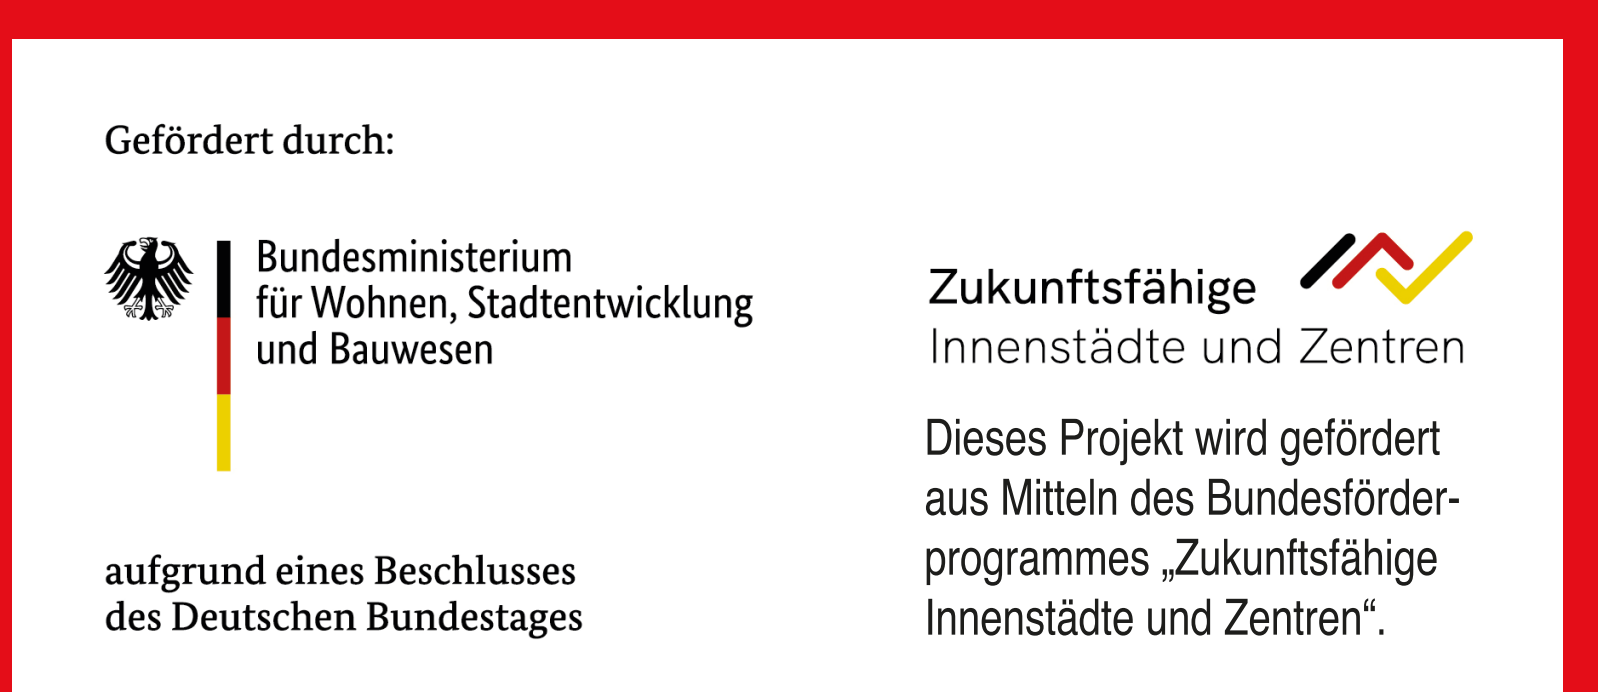 Gefördert durch:
Bundesministerium
für Wohnen, Stadtentwicklung
und Bauwesen
aufgrund eines Beschlusses
des Deutschen Bundestages
Zukunftsfähige
Innenstädte und Zentren
Dieses Projekt wird gefördert
aus Mitteln des Bundesförder-
programmes „Zukunftsfähige
Innenstädte und Zentren“.